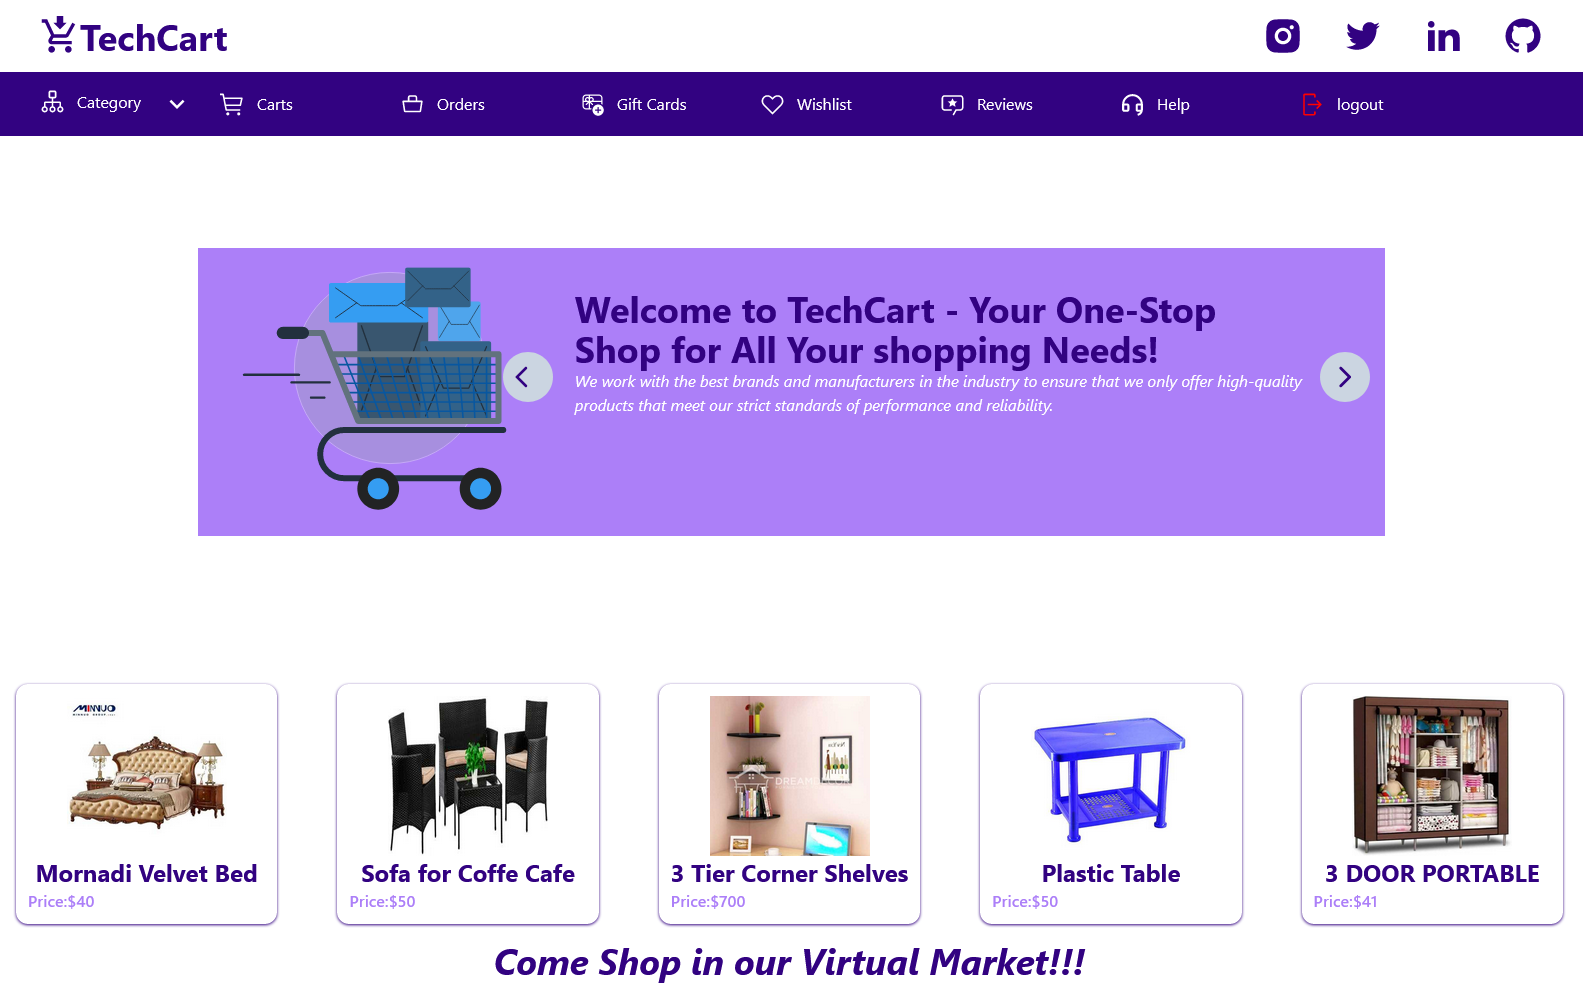 TechCart
Category
Carts
Orders
Gift Cards
Wishlist
Reviews
Help
logout
Welcome to TechCart - Your One-Stop
Shop for All Your shopping Needs!
We work with the best brands and manufacturers in the industry to ensure that we only offer high-quality
products that meet our strict standards of performance and reliability.
MINNUO
Mornadi Velvet Bed
Price:$40
Sofa for Coffe Cafe
Price:$50
3 Tier Corner Shelves
Price:$700
Plastic Table
Price:$50
3 DOOR PORTABLE
Price:$41
Come Shop in our Virtual Market!!!